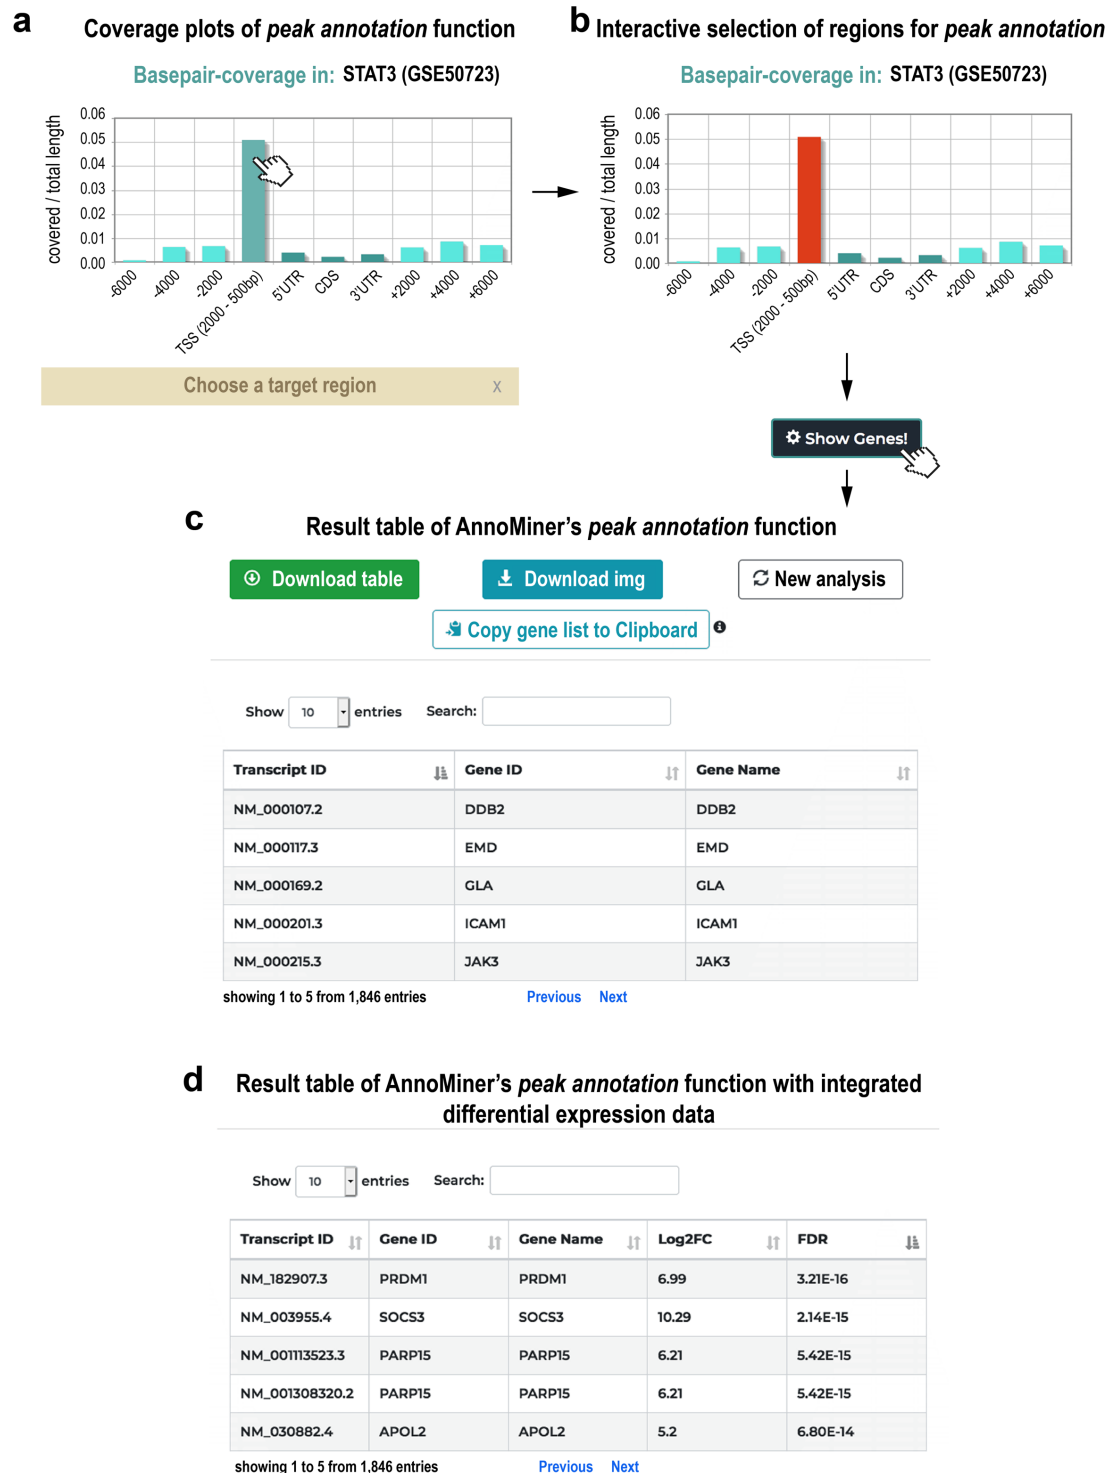 a
Coverage plots of peak annotation function
Basepair-coverage in: STAT3 (GSE50723)
covered / total length
0.06
0.05
0.04
0.03
0.02
0.01
0.00
-6000
-4000
-2000
TSS (2000 - 500bp)
5'UTR
CDS
3'UTR
+2000
+4000
+6000
Choose a target region x
b
Interactive selection of regions for peak annotation
Basepair-coverage in: STAT3 (GSE50723)
covered / total length
0.06
0.05
0.04
0.03
0.02
0.01
0.00
-6000
-4000
-2000
TSS (2000 - 500bp)
5'UTR
CDS
3'UTR
+2000
+4000
+6000
Show Genes!
c
Result table of AnnoMiner's peak annotation function
Download table Download img New analysis
Copy gene list to Clipboard i
Show 10 entries Search:
Transcript ID Gene ID Gene Name
NM_000107.2 DDB2 DDB2
NM_000117.3 EMD EMD
NM_000169.2 GLA GLA
NM_000201.3 ICAM1 ICAM1
NM_000215.3 JAK3 JAK3
showing 1 to 5 from 1,846 entries Previous Next
d
Result table of AnnoMiner's peak annotation function with integrated
differential expression data
Show 10 entries Search:
Transcript ID Gene ID Gene Name Log2FC FDR
NM_182907.3 PRDM1 PRDM1 6.99 3.21E-16
NM_003955.4 SOCS3 SOCS3 10.29 2.14E-15
NM_001113523.3 PARP15 PARP15 6.21 5.42E-15
NM_001308320.2 PARP15 PARP15 6.21 5.42E-15
NM_030882.4 APOL2 APOL2 5.2 6.80E-14
showing 1 to 5 from 1,846 entries Previous Next